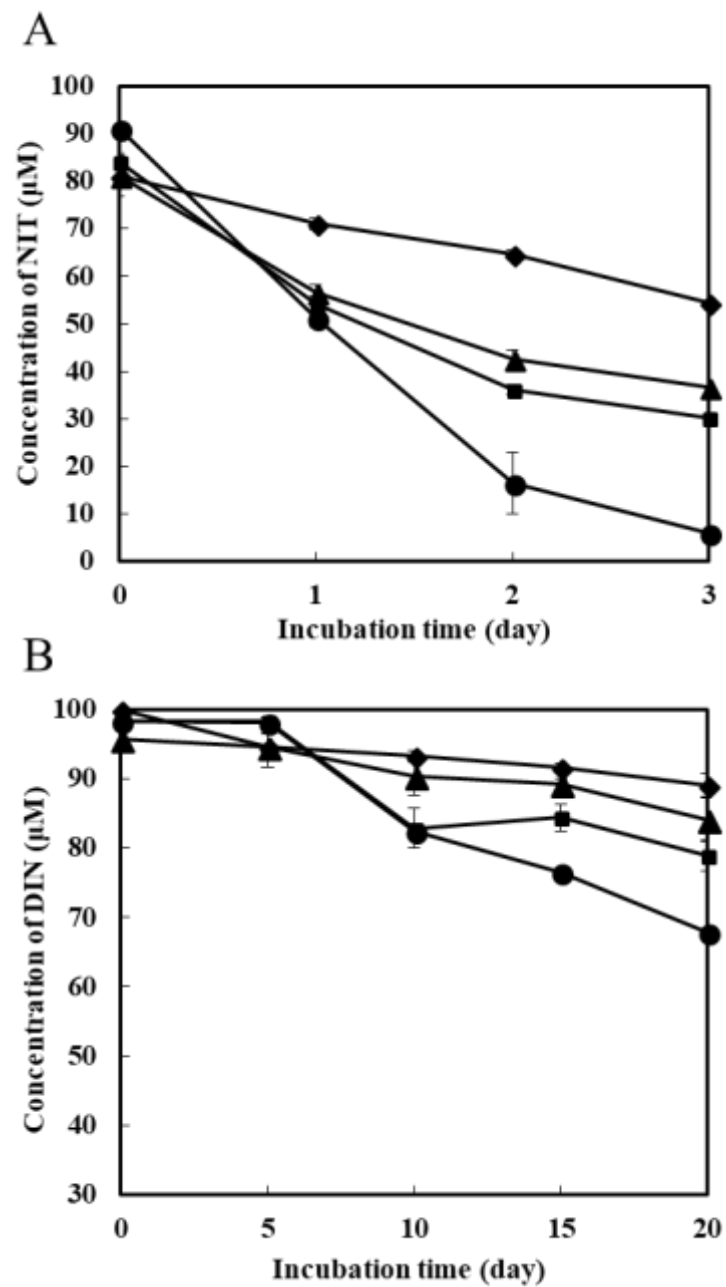 A
Concentration of NIT (μM)
100
90
80
70
60
50
40
30
20
10
0
0 1 2 3
Incubation time (day)
B
Concentration of DIN (μM)
100
90
80
70
60
50
40
30
0 5 10 15 20
Incubation time (day)